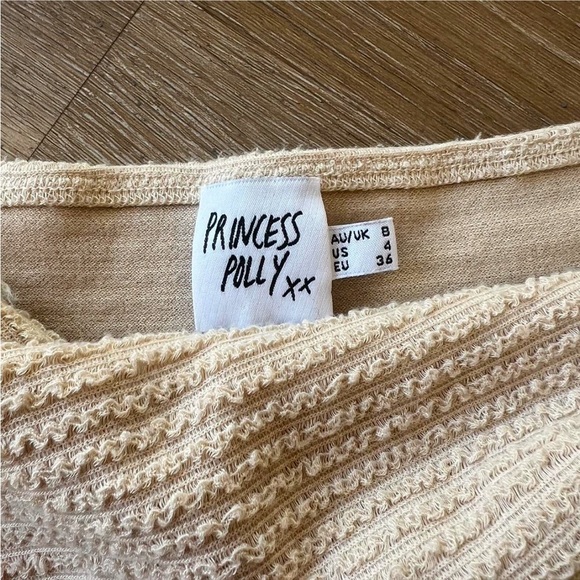 PRINCESS
POLLY xx
AU/UK 8
US 4
EU 36